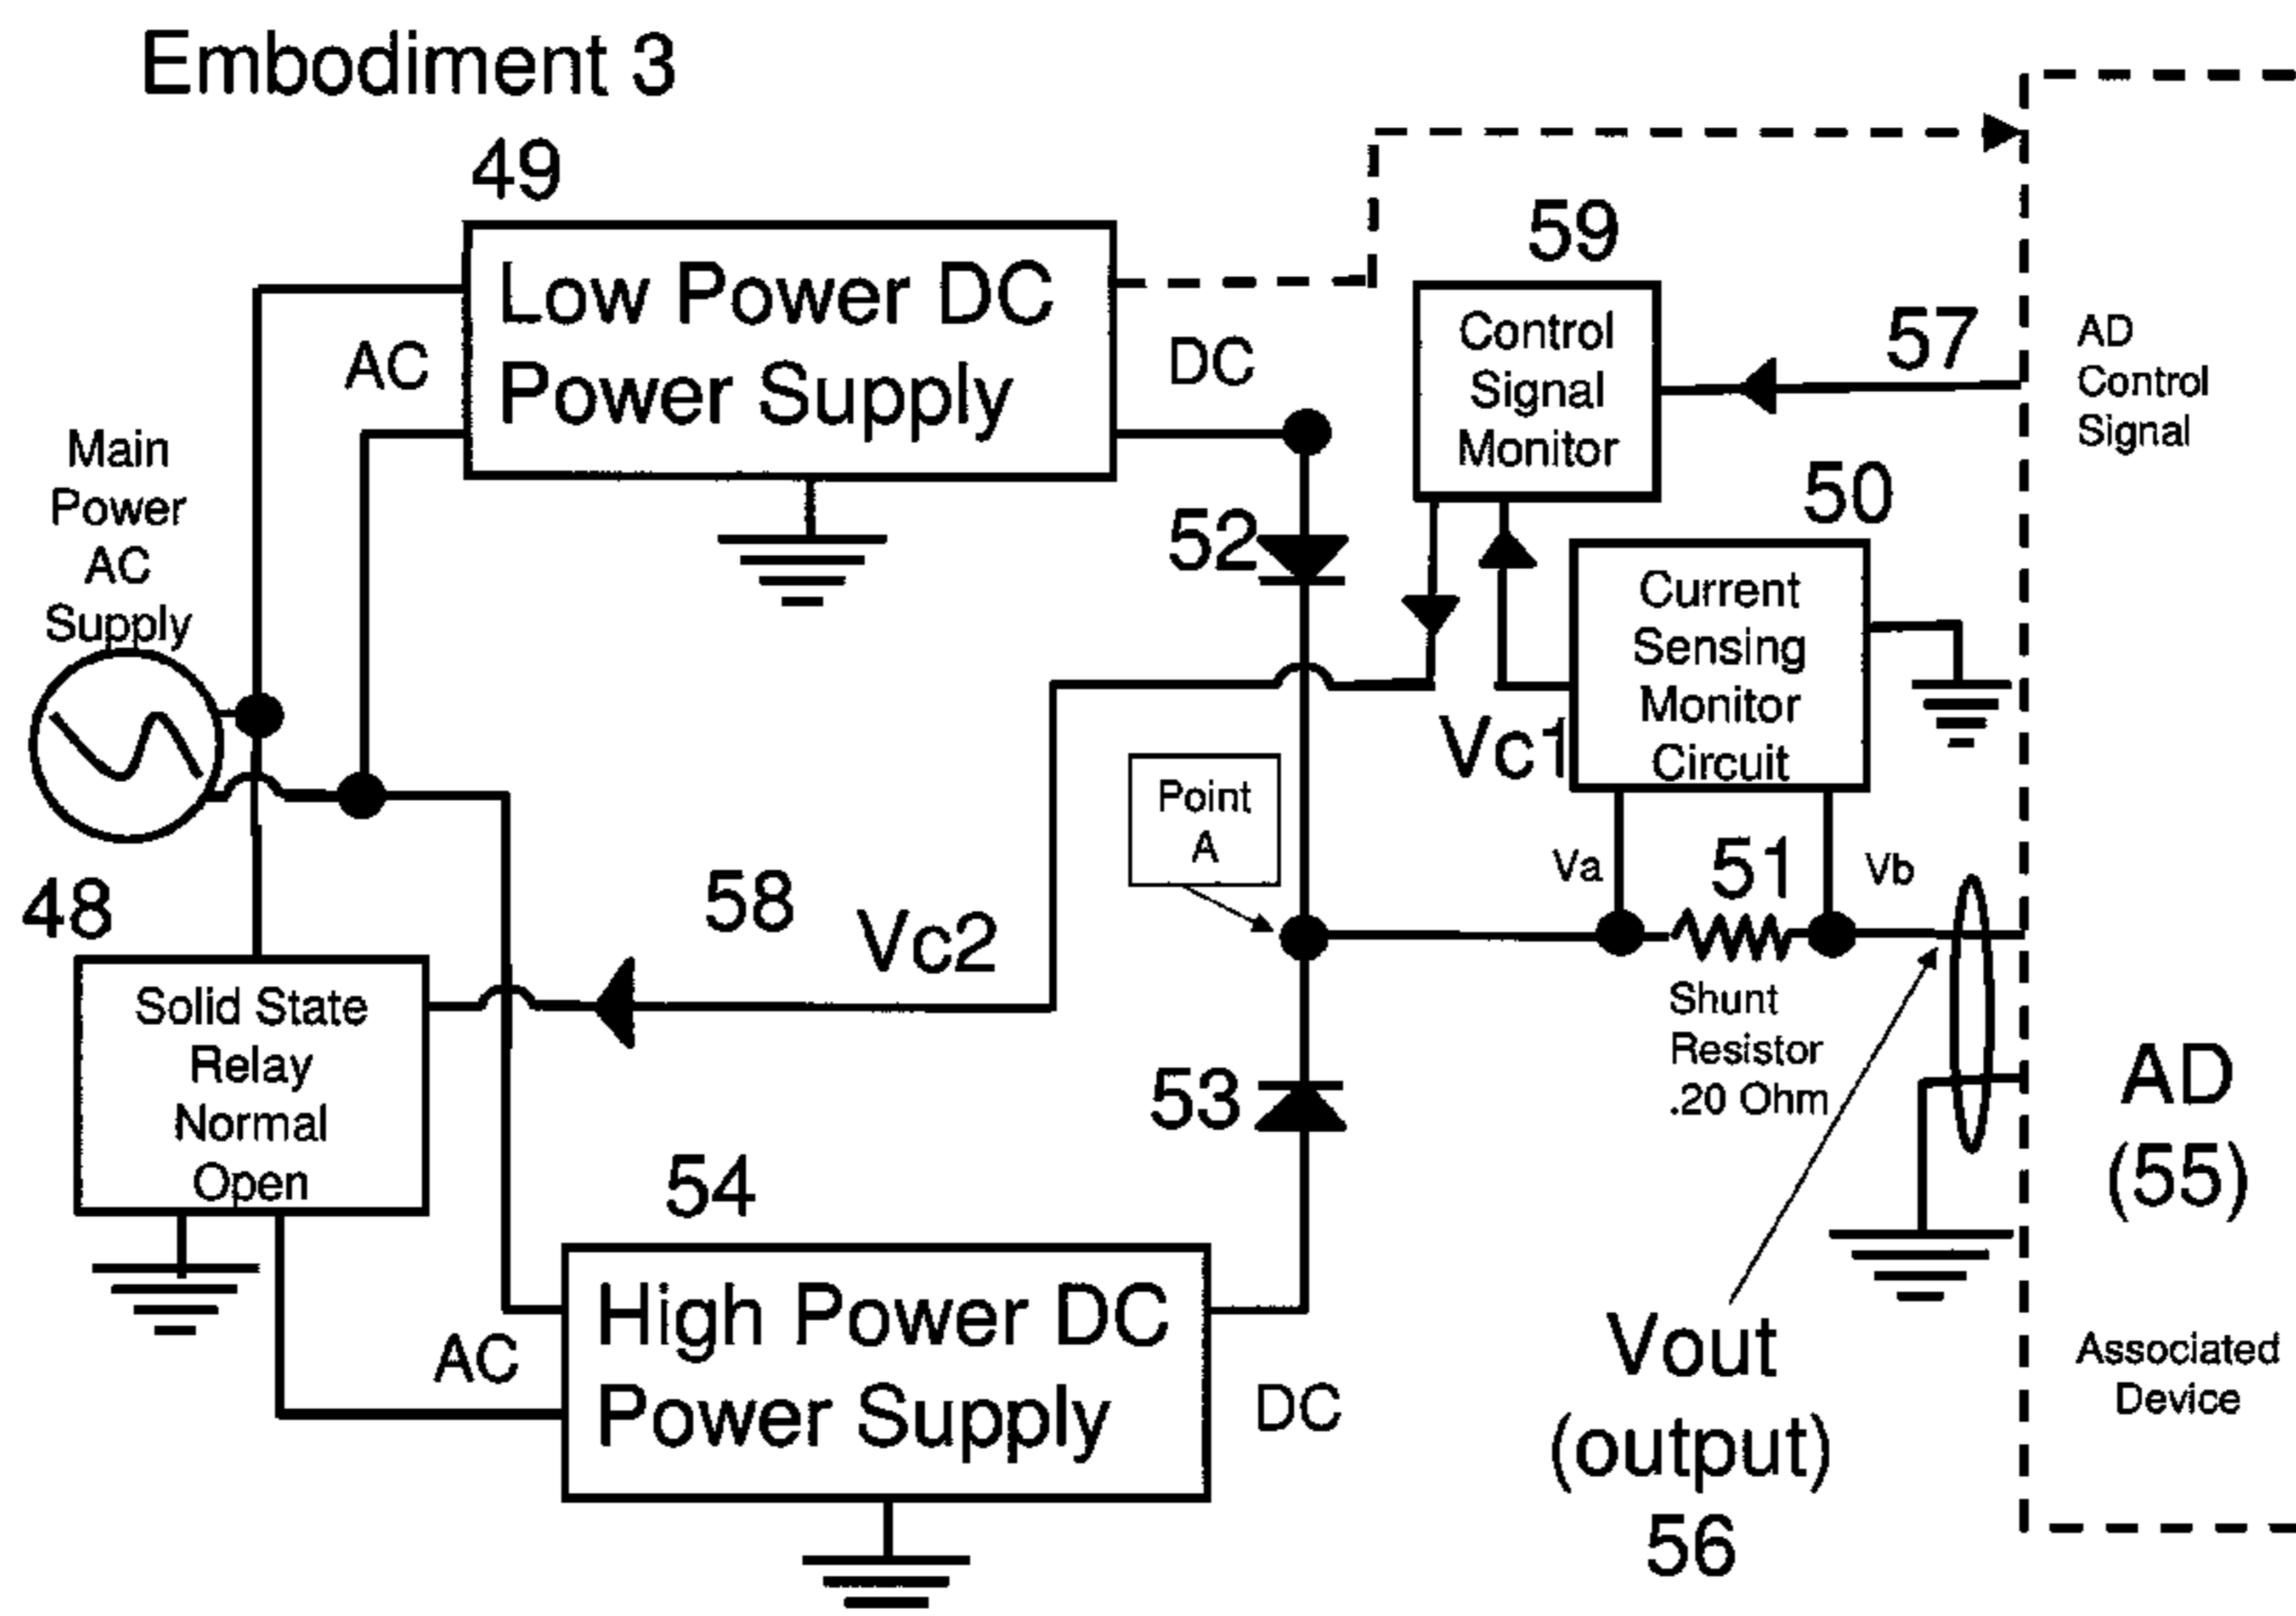 Embodiment 3
49
Low Power DC
Power Supply
AC
DC
59
Control
Signal
Monitor
57
AD
Control
Signal
50
Current
Sensing
Monitor
Circuit
Main
Power
AC
Supply
52
Vc1
Point
A
Va
51
Vb
Shunt
Resistor
.20 Ohm
48
58
Vc2
Solid State
Relay
Normal
Open
53
54
High Power DC
Power Supply
AC
DC
AD
(55)
Associated
Device
Vout
(output)
56